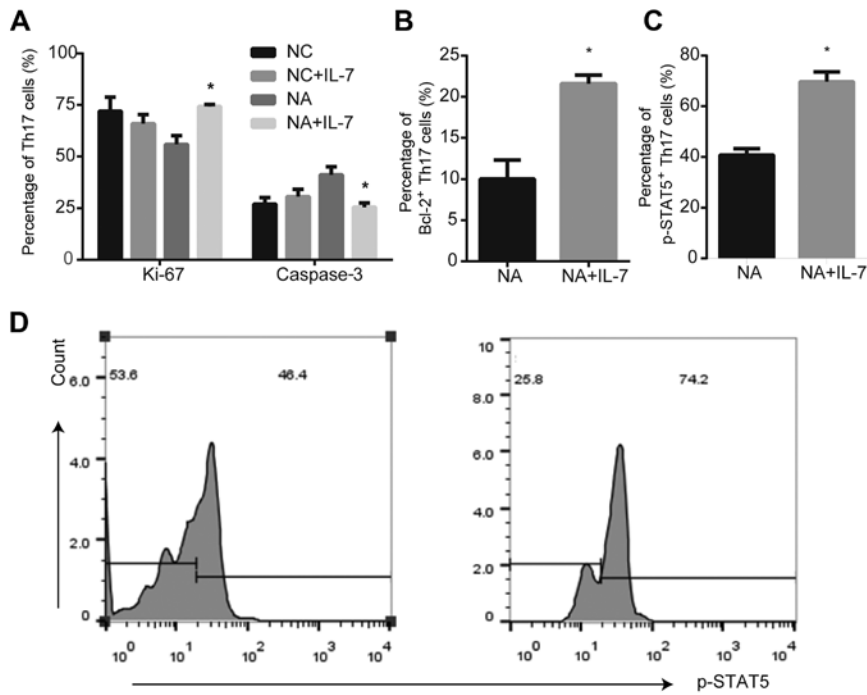 A
Percentage of Th17 cells (%)
100
75
50
25
0
NC
NC+IL-7
NA
NA+IL-7
*
*
Ki-67
Caspase-3
B
Percentage of
Bcl-2+ Th17 cells (%)
25
20
15
10
5
0
*
NA
NA+IL-7
C
Percentage of
p-STAT5+ Th17 cells (%)
80
60
40
20
0
*
NA
NA+IL-7
D
Count
6.0
4.0
2.0
0
53.6
46.4
10^0
10^1
10^2
10^3
10^4
10
8.0
6.0
4.0
2.0
0
25.8
74.2
10^0
10^1
10^2
10^3
10^4
p-STAT5